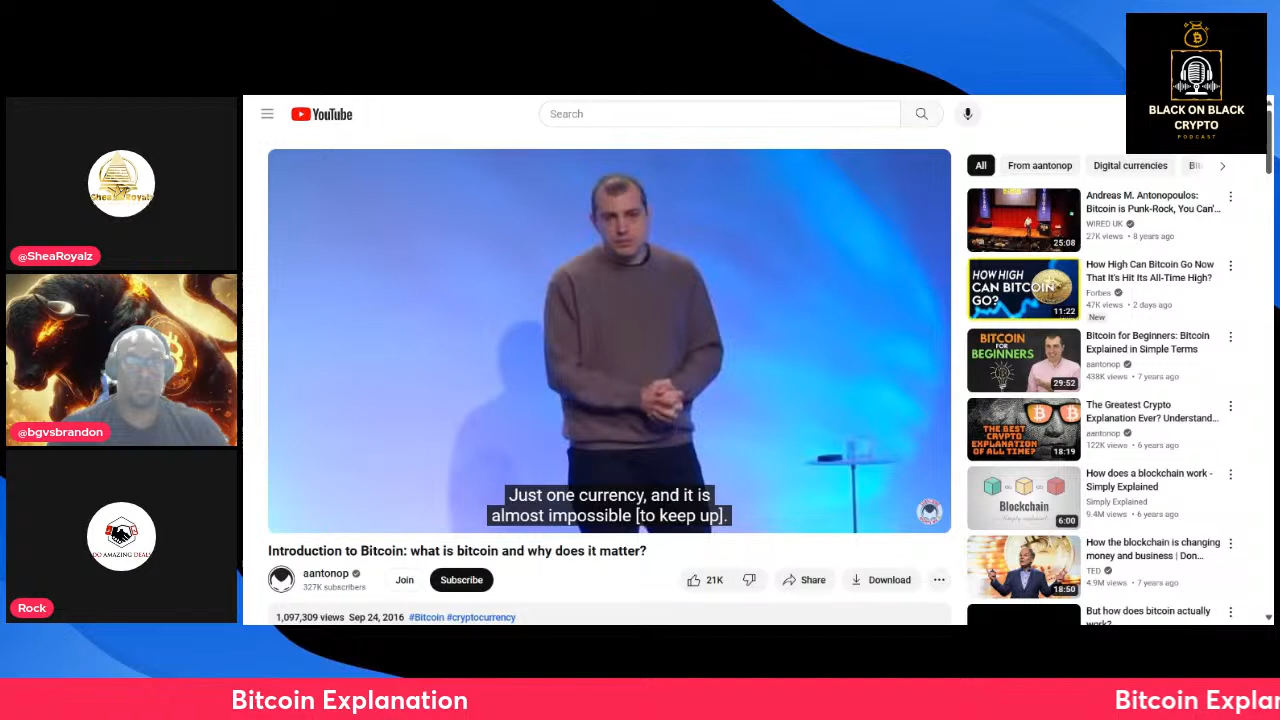 SheaRoyalz
@SheaRoyalz
@bgvsbrandon
DO AMAZING DEALS
Rock
YouTube
Search
BLACK ON BLACK
CRYPTO
PODCAST
Just one currency, and it is
almost impossible [to keep up].
Introduction to Bitcoin: what is bitcoin and why does it matter?
aantonop
327K subscribers
Join
Subscribe
21K
Share
Download
1,097,309 views Sep 24, 2016 #Bitcoin #cryptocurrency
All
From aantonop
Digital currencies
25:08
Andreas M. Antonopoulos:
Bitcoin is Punk-Rock, You Can'...
WIRED UK
27K views • 8 years ago
HOW HIGH
CAN BITCOIN
GO?
11:22
How High Can Bitcoin Go Now
That It's Hit Its All-Time High?
Forbes
47K views • 2 days ago
New
BITCOIN
FOR
BEGINNERS
29:52
Bitcoin for Beginners: Bitcoin
Explained in Simple Terms
aantonop
438K views • 7 years ago
THE BEST
CRYPTO
EXPLANATION
OF ALL TIME?
18:19
The Greatest Crypto
Explanation Ever? Understand...
aantonop
122K views • 6 years ago
Blockchain
Simply explained
6:00
How does a blockchain work -
Simply Explained
Simply Explained
9.4M views • 6 years ago
18:50
How the blockchain is changing
money and business | Don...
TED
4.9M views • 7 years ago
But how does bitcoin actually
work?
Bitcoin Explanation
Bitcoin Explan